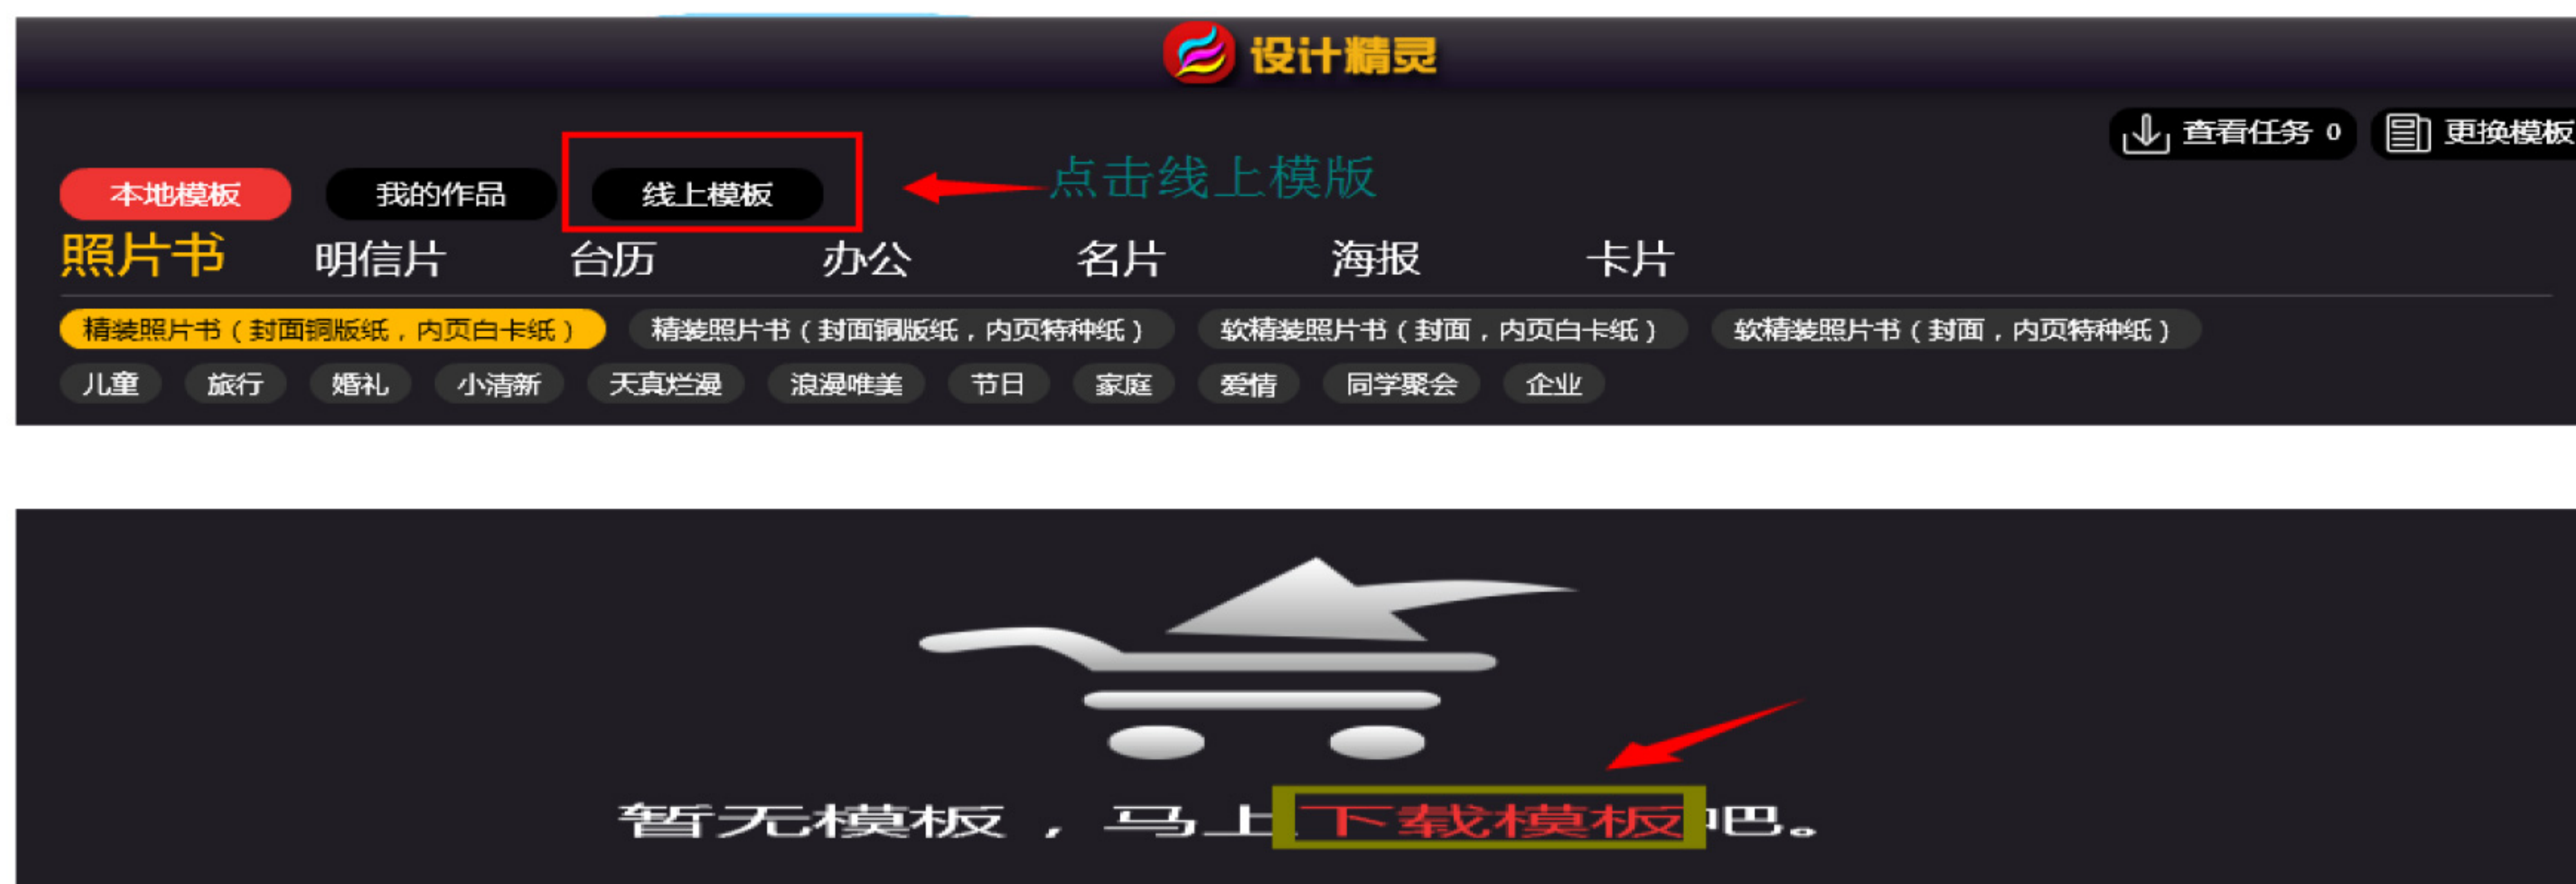 设计精灵
查看任务 0 更换模板
本地模板 我的作品 线上模板 点击线上模版
照片书 明信片 台历 办公 名片 海报 卡片
精装照片书（封面铜版纸，内页白卡纸） 精装照片书（封面铜版纸，内页特种纸） 软精装照片书（封面，内页白卡纸） 软精装照片书（封面，内页特种纸）
儿童 旅行 婚礼 小清新 天真烂漫 浪漫唯美 节日 家庭 爱情 同学聚会 企业
暂无模板，马上下载模板吧。